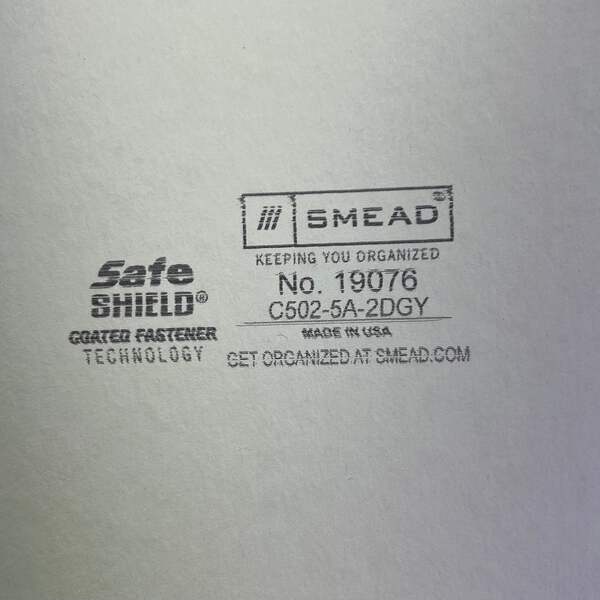 SMEAD
KEEPING YOU ORGANIZED
No. 19076
C502-5A-2DGY
MADE IN USA
GET ORGANIZED AT SMEAD.COM
Safe
SHIELD®
COATED FASTENER
TECHNOLOGY